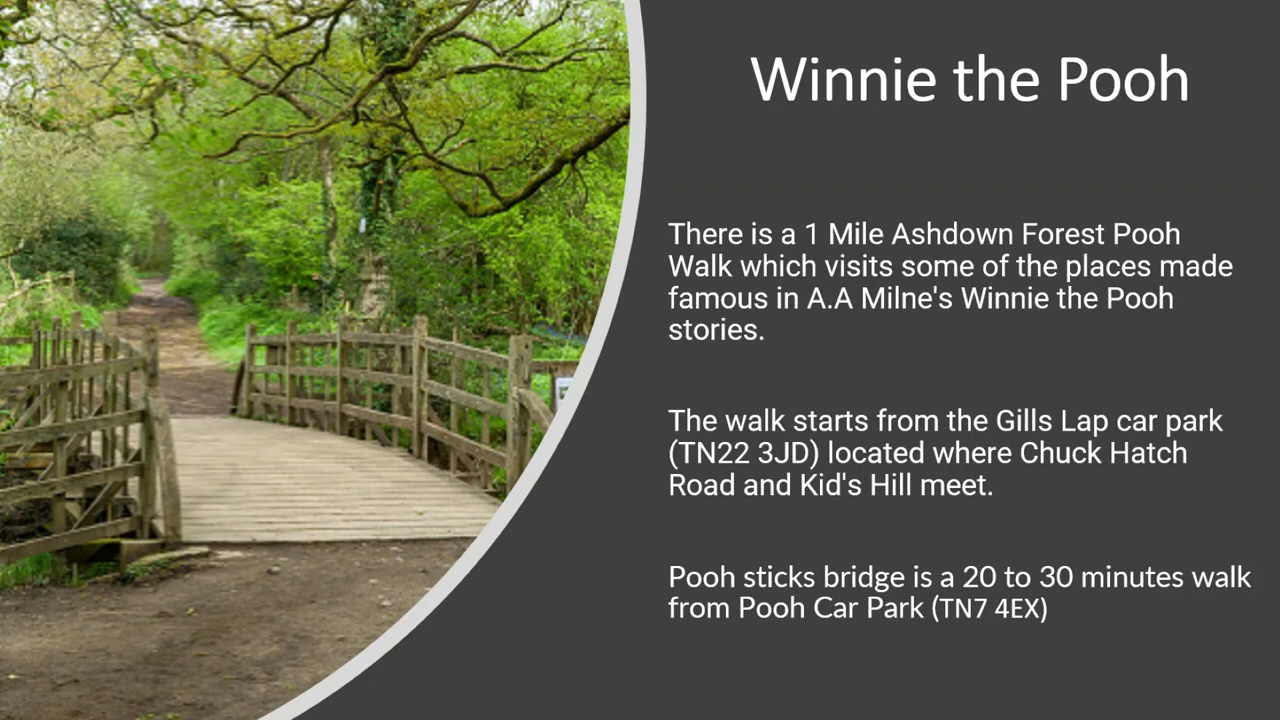 Winnie the Pooh
There is a 1 Mile Ashdown Forest Pooh
Walk which visits some of the places made
famous in A.A Milne's Winnie the Pooh
stories.
The walk starts from the Gills Lap car park
(TN22 3JD) located where Chuck Hatch
Road and Kid's Hill meet.
Pooh sticks bridge is a 20 to 30 minutes walk
from Pooh Car Park (TN7 4EX)